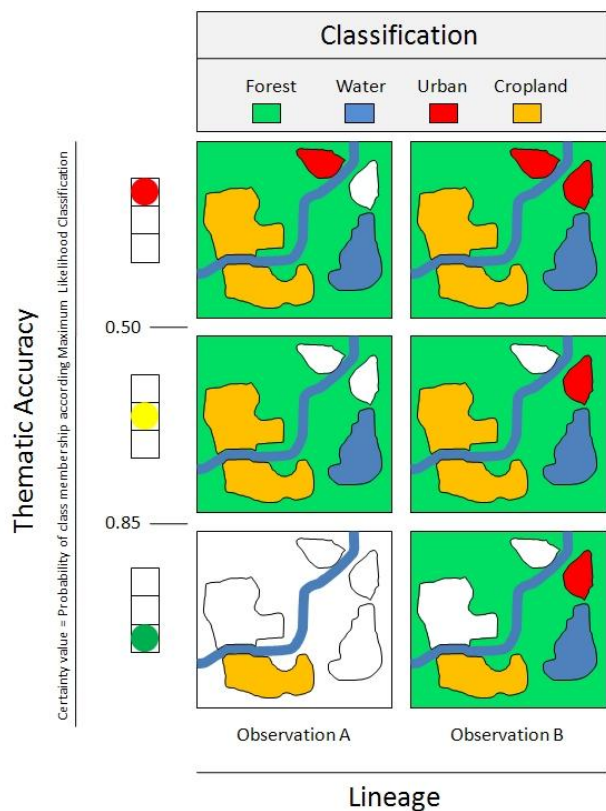 Classification
Forest Water Urban Cropland
Thematic Accuracy
Certainty value = Probability of class membership according Maximum Likelihood Classification
0.50
0.85
Observation A Observation B
Lineage